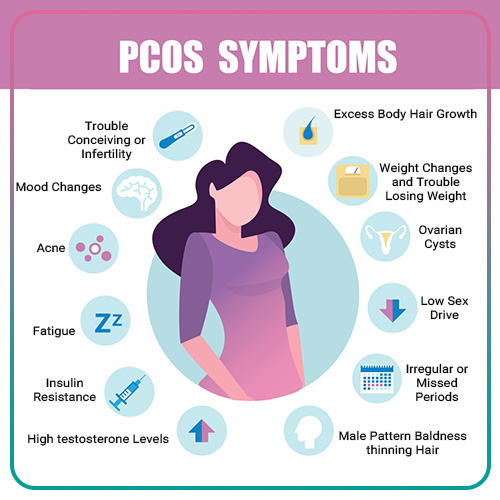 PCOS SYMPTOMS
Trouble
Conceiving or
Infertility
Mood Changes
Acne
Fatigue
ZZ
Insulin
Resistance
High testosterone Levels
Excess Body Hair Growth
Weight Changes
and Trouble
Losing Weight
Ovarian
Cysts
Low Sex
Drive
Irregular or
Missed
Periods
Male Pattern Baldness
thinning Hair